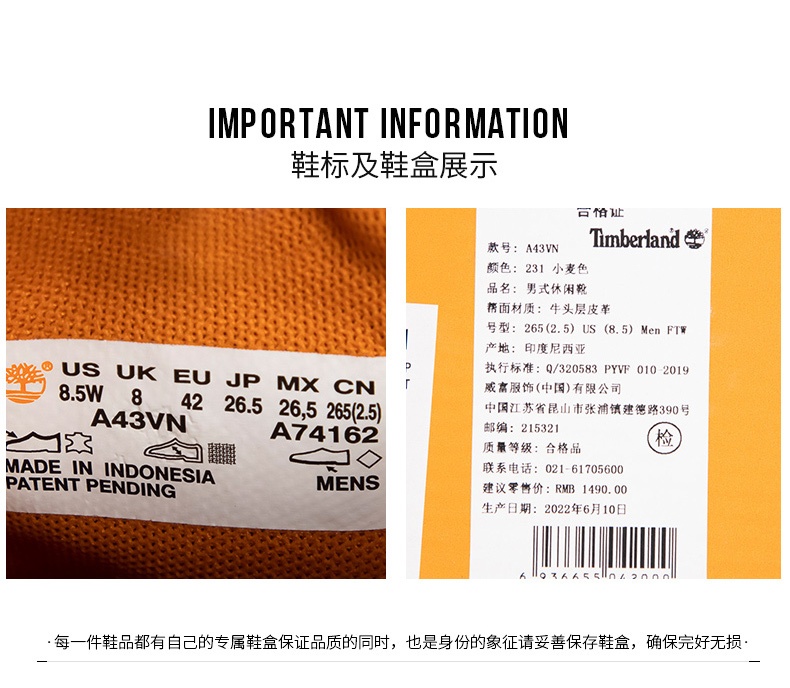 IMPORTANT INFORMATION
鞋标及鞋盒展示
US UK EU JP MX CN
8.5W 8 42 26.5 26,5 265(2.5)
A43VN A74162
MADE IN INDONESIA
PATENT PENDING
MENS
合格证
Timberland
款号: A43VN
颜色: 231 小麦色
品名: 男式休闲靴
帮面材质: 牛头层皮革
号型: 265(2.5) US (8.5) Men FTW
产地: 印度尼西亚
执行标准: Q/320583 PYVF 010-2019
威富服饰(中国)有限公司
中国江苏省昆山市张浦镇建德路390号
邮编: 215321
检
质量等级: 合格品
联系电话: 021-61705600
建议零售价: RMB 1490.00
生产日期: 2022年6月10日
·每一件鞋品都有自己的专属鞋盒保证品质的同时，也是身份的象征请妥善保存鞋盒，确保完好无损·